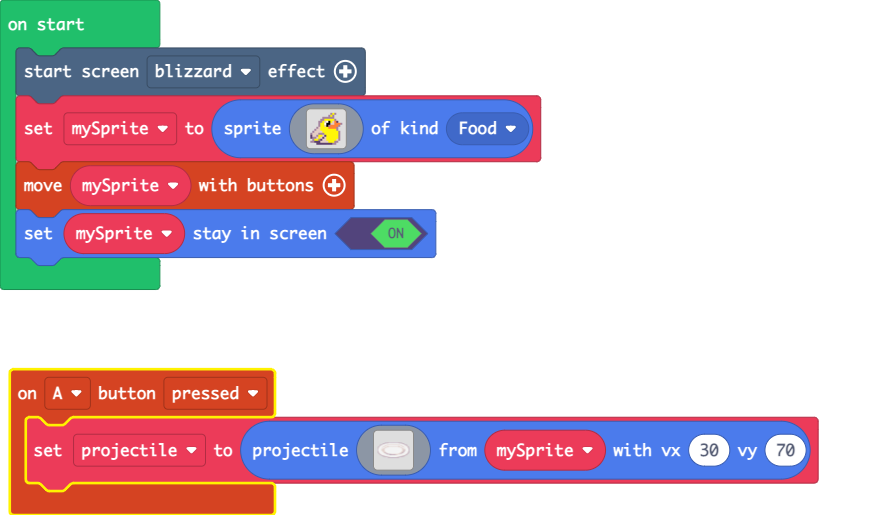 on start
start screen blizzard effect
set mySprite to sprite of kind Food
move mySprite with buttons
set mySprite stay in screen ON
on A button pressed
set projectile to projectile from mySprite with vx 30 vy 70